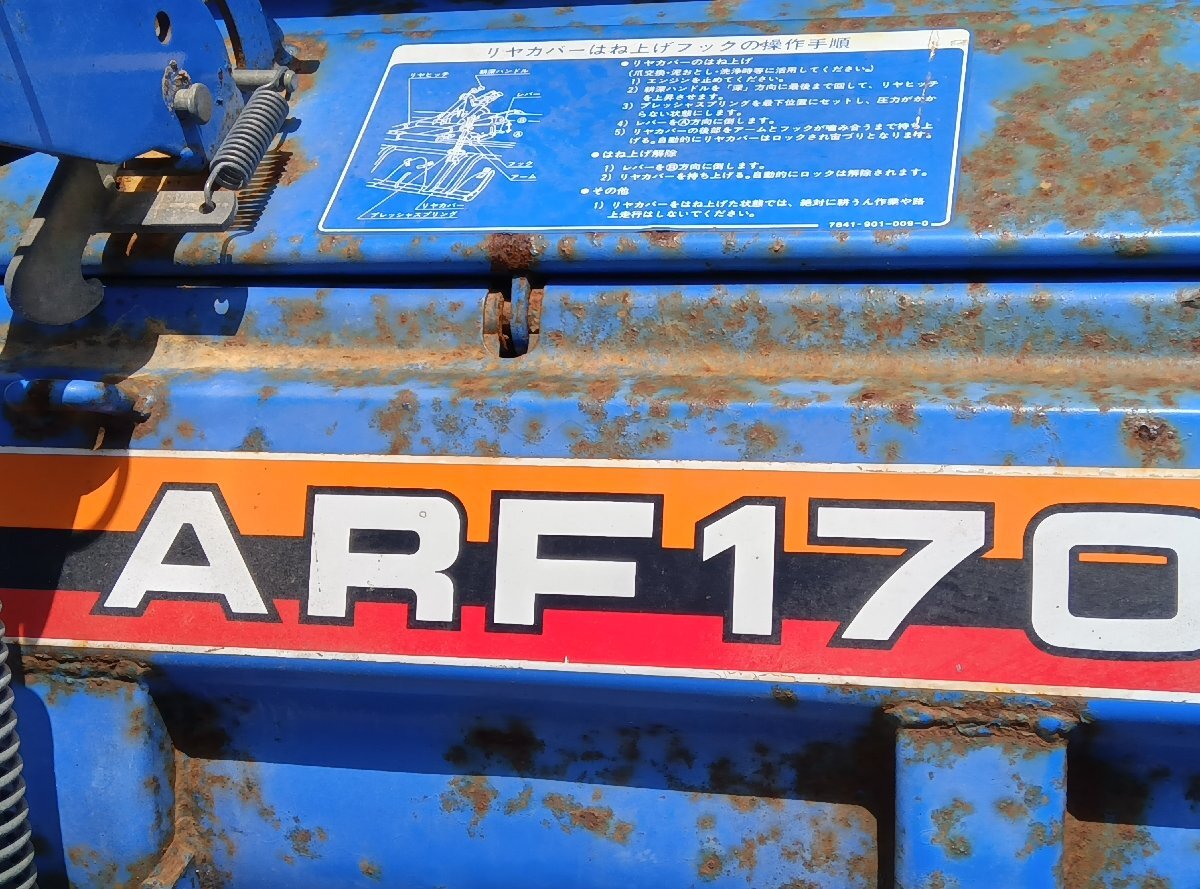 リヤカバーはね上げフックの操作手順
リヤヒッチ
耕深ハンドル
レバー
Ⓑ
Ⓐ
フック
アーム
リヤカバー
プレッシャスプリング
●リヤカバーのはね上げ
(爪交換・泥おとし・洗浄時等に活用してください。)
1) エンジンを止めてください。
2) 耕深ハンドルを「深」方向に最後まで回して、リヤヒッチ
を上昇させます。
3) プレッシャスプリングを最下位置にセットし、圧力がかか
らない状態にします。
4) レバーをⒶ方向に倒します。
5) リヤカバーの後部をアームとフックが噛み合うまで持ち上
げる。自動的にリヤカバーはロックされ宙づりとなります。
●はね上げ解除
1) レバーをⒷ方向に倒します。
2) リヤカバーを持ち上げる。自動的にロックは解除されます。
●その他
1) リヤカバーをはね上げた状態では、絶対に耕うん作業や路
上走行はしないでください。
7841-901-009-0
ARF170